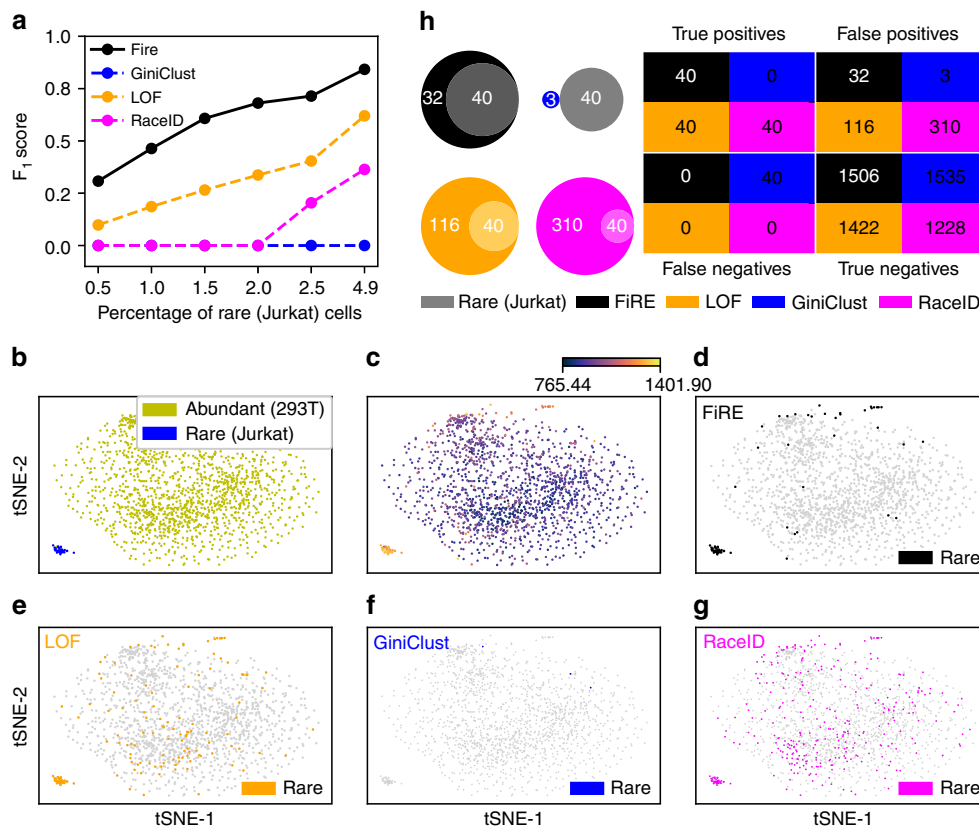 a
1.0
0.8
0.5
0.2
0.0
F1 score
Fire
GiniClust
LOF
RaceID
0.5 1.0 1.5 2.0 2.5 4.9
Percentage of rare (Jurkat) cells
h
32 40
3 40
116 40
310 40
True positives False positives
40 0 32 3
40 40 116 310
0 40 1506 1535
0 0 1422 1228
False negatives True negatives
Rare (Jurkat) FiRE LOF GiniClust RaceID
b
Abundant (293T)
Rare (Jurkat)
tSNE-2
c
765.44 1401.90
d
FiRE
Rare
e
LOF
Rare
tSNE-2
tSNE-1
f
GiniClust
Rare
tSNE-1
g
RaceID
Rare
tSNE-1